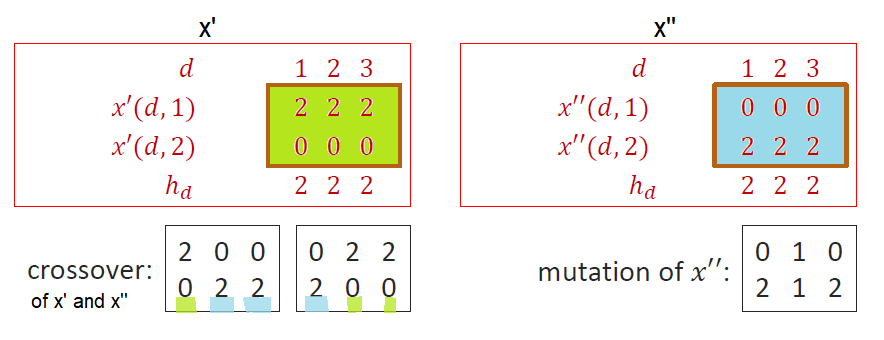 x'
d 1 2 3
x′(d, 1) 2 2 2
x′(d, 2) 0 0 0
h_d 2 2 2
x"
d 1 2 3
x′′(d, 1) 0 0 0
x′′(d, 2) 2 2 2
h_d 2 2 2
crossover:
of x' and x"
2 0 0
0 2 2
0 2 2
2 0 0
mutation of x′′:
0 1 0
2 1 2